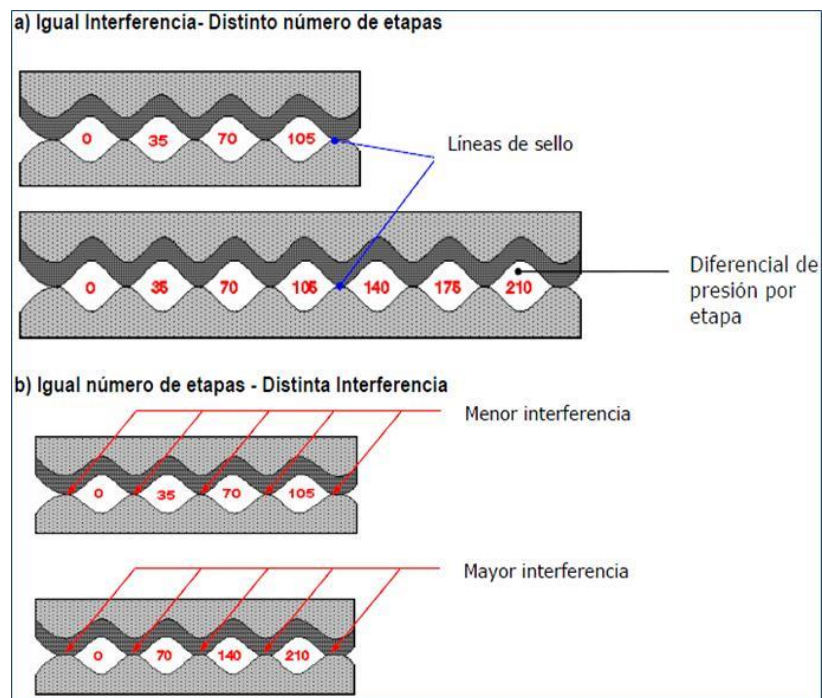 a) Igual Interferencia- Distinto número de etapas
0 35 70 105
Líneas de sello
0 35 70 105 140 175 210
Diferencial de
presión por
etapa
b) Igual número de etapas - Distinta Interferencia
Menor interferencia
0 35 70 105
Mayor interferencia
0 70 140 210